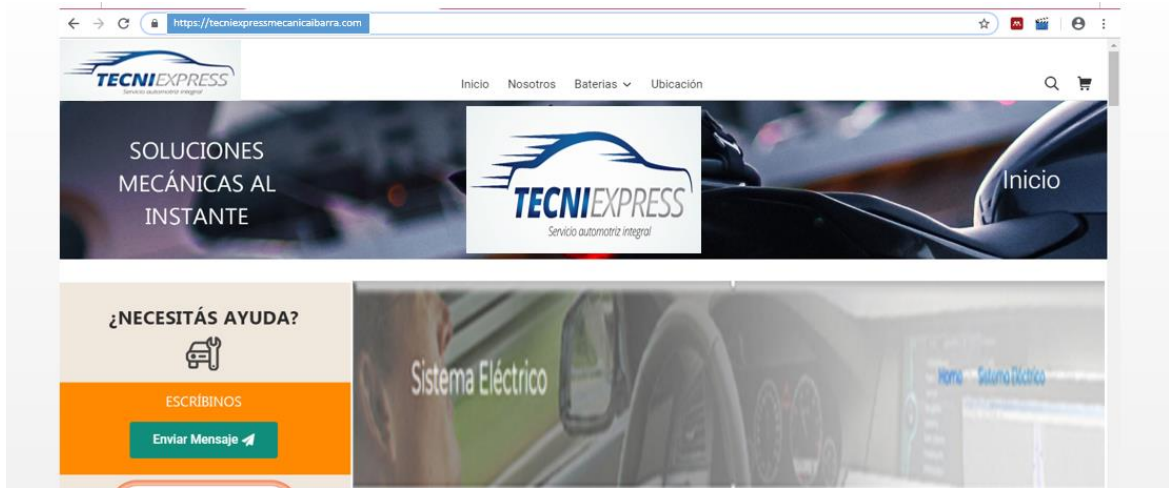 https://tecniexpressmecanicaibarra.com
TECNIEXPRESS
Servicio automotriz integral
Inicio Nosotros Baterias Ubicación
SOLUCIONES
MECÁNICAS AL
INSTANTE
TECNIEXPRESS
Servicio automotriz integral
Inicio
¿NECESITÁS AYUDA?
ESCRÍBINOS
Enviar Mensaje
Sistema Eléctrico
Home Sistema Eléctrico